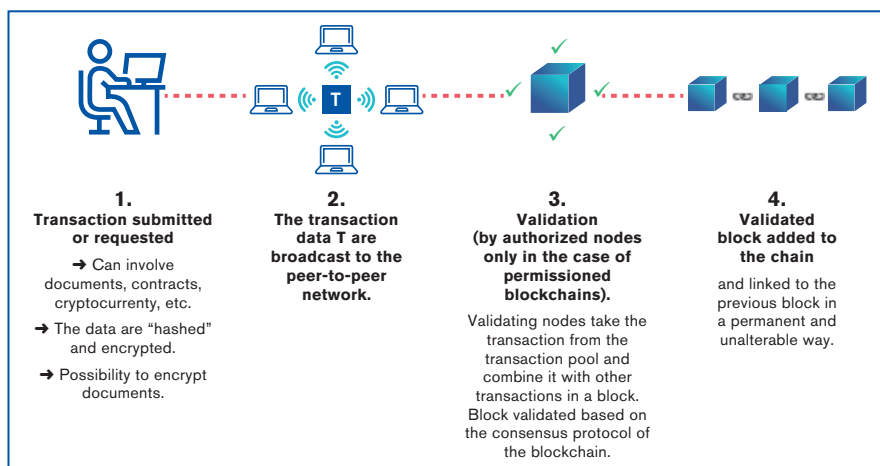 T
1.
Transaction submitted
or requested
➜ Can involve
documents, contracts,
cryptocurrenty, etc.
➜ The data are “hashed”
and encrypted.
➜ Possibility to encrypt
documents.
2.
The transaction
data T are
broadcast to the
peer-to-peer
network.
3.
Validation
(by authorized nodes
only in the case of
permissioned
blockchains).
Validating nodes take the
transaction from the
transaction pool and
combine it with other
transactions in a block.
Block validated based on
the consensus protocol of
the blockchain.
4.
Validated
block added to
the chain
and linked to the
previous block in
a permanent and
unalterable way.